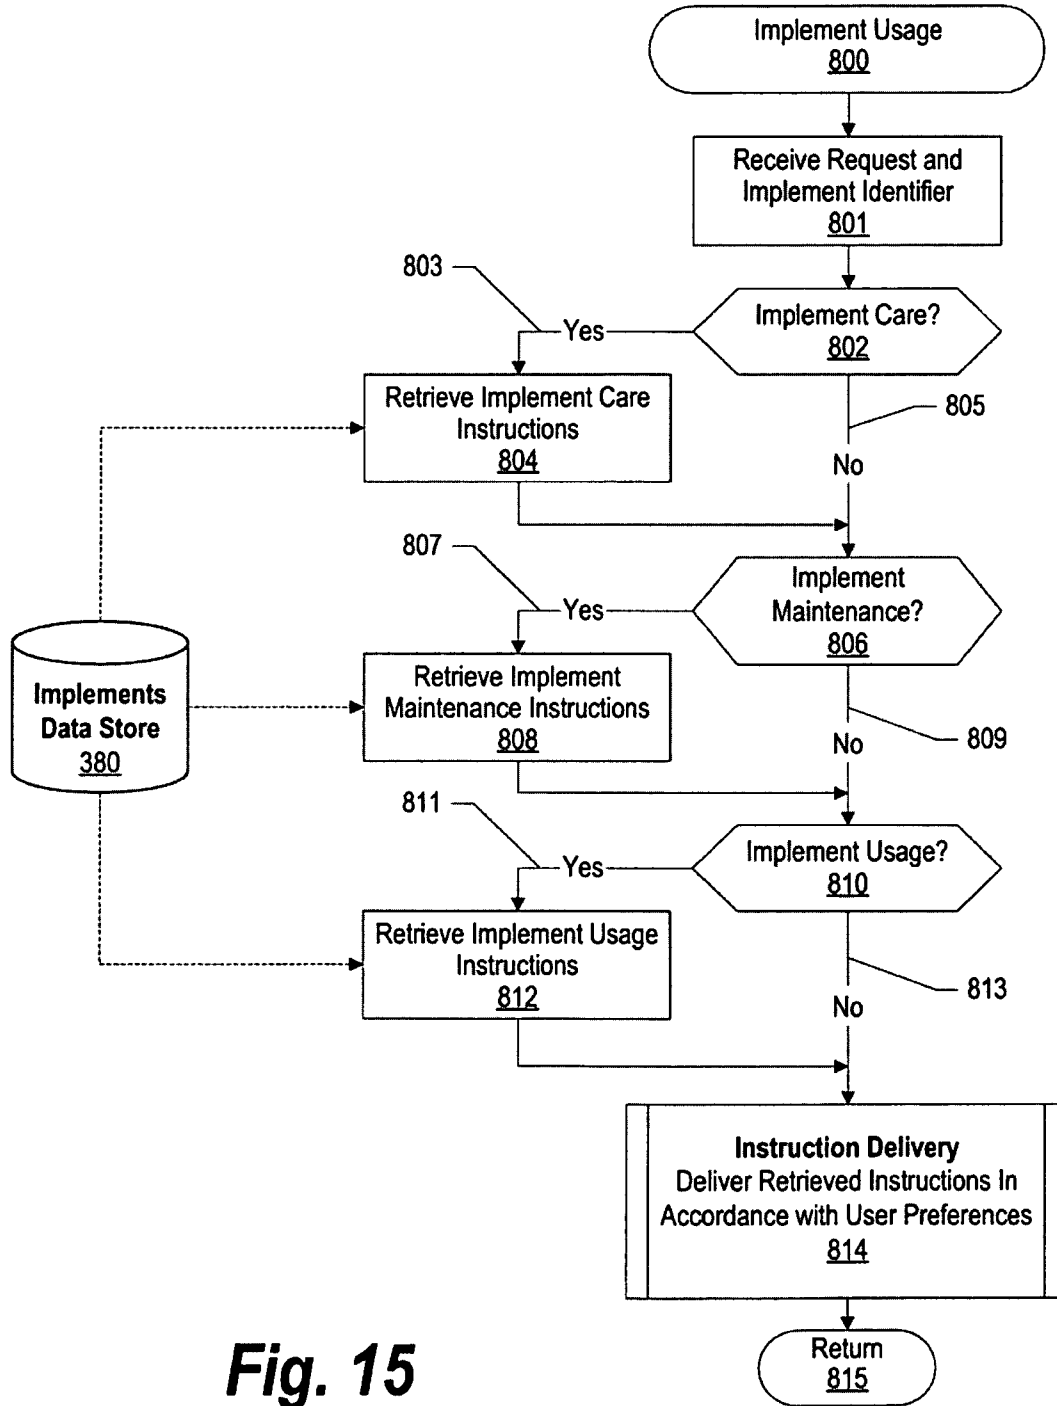 Implement Usage
800
Receive Request and
Implement Identifier
801
803
Yes
Implement Care?
802
Retrieve Implement Care
Instructions
804
805
No
807
Yes
Implement
Maintenance?
806
Implements
Data Store
380
Retrieve Implement
Maintenance Instructions
808
809
No
811
Yes
Implement Usage?
810
Retrieve Implement Usage
Instructions
812
813
No
Instruction Delivery
Deliver Retrieved Instructions In
Accordance with User Preferences
814
Return
815
Fig. 15